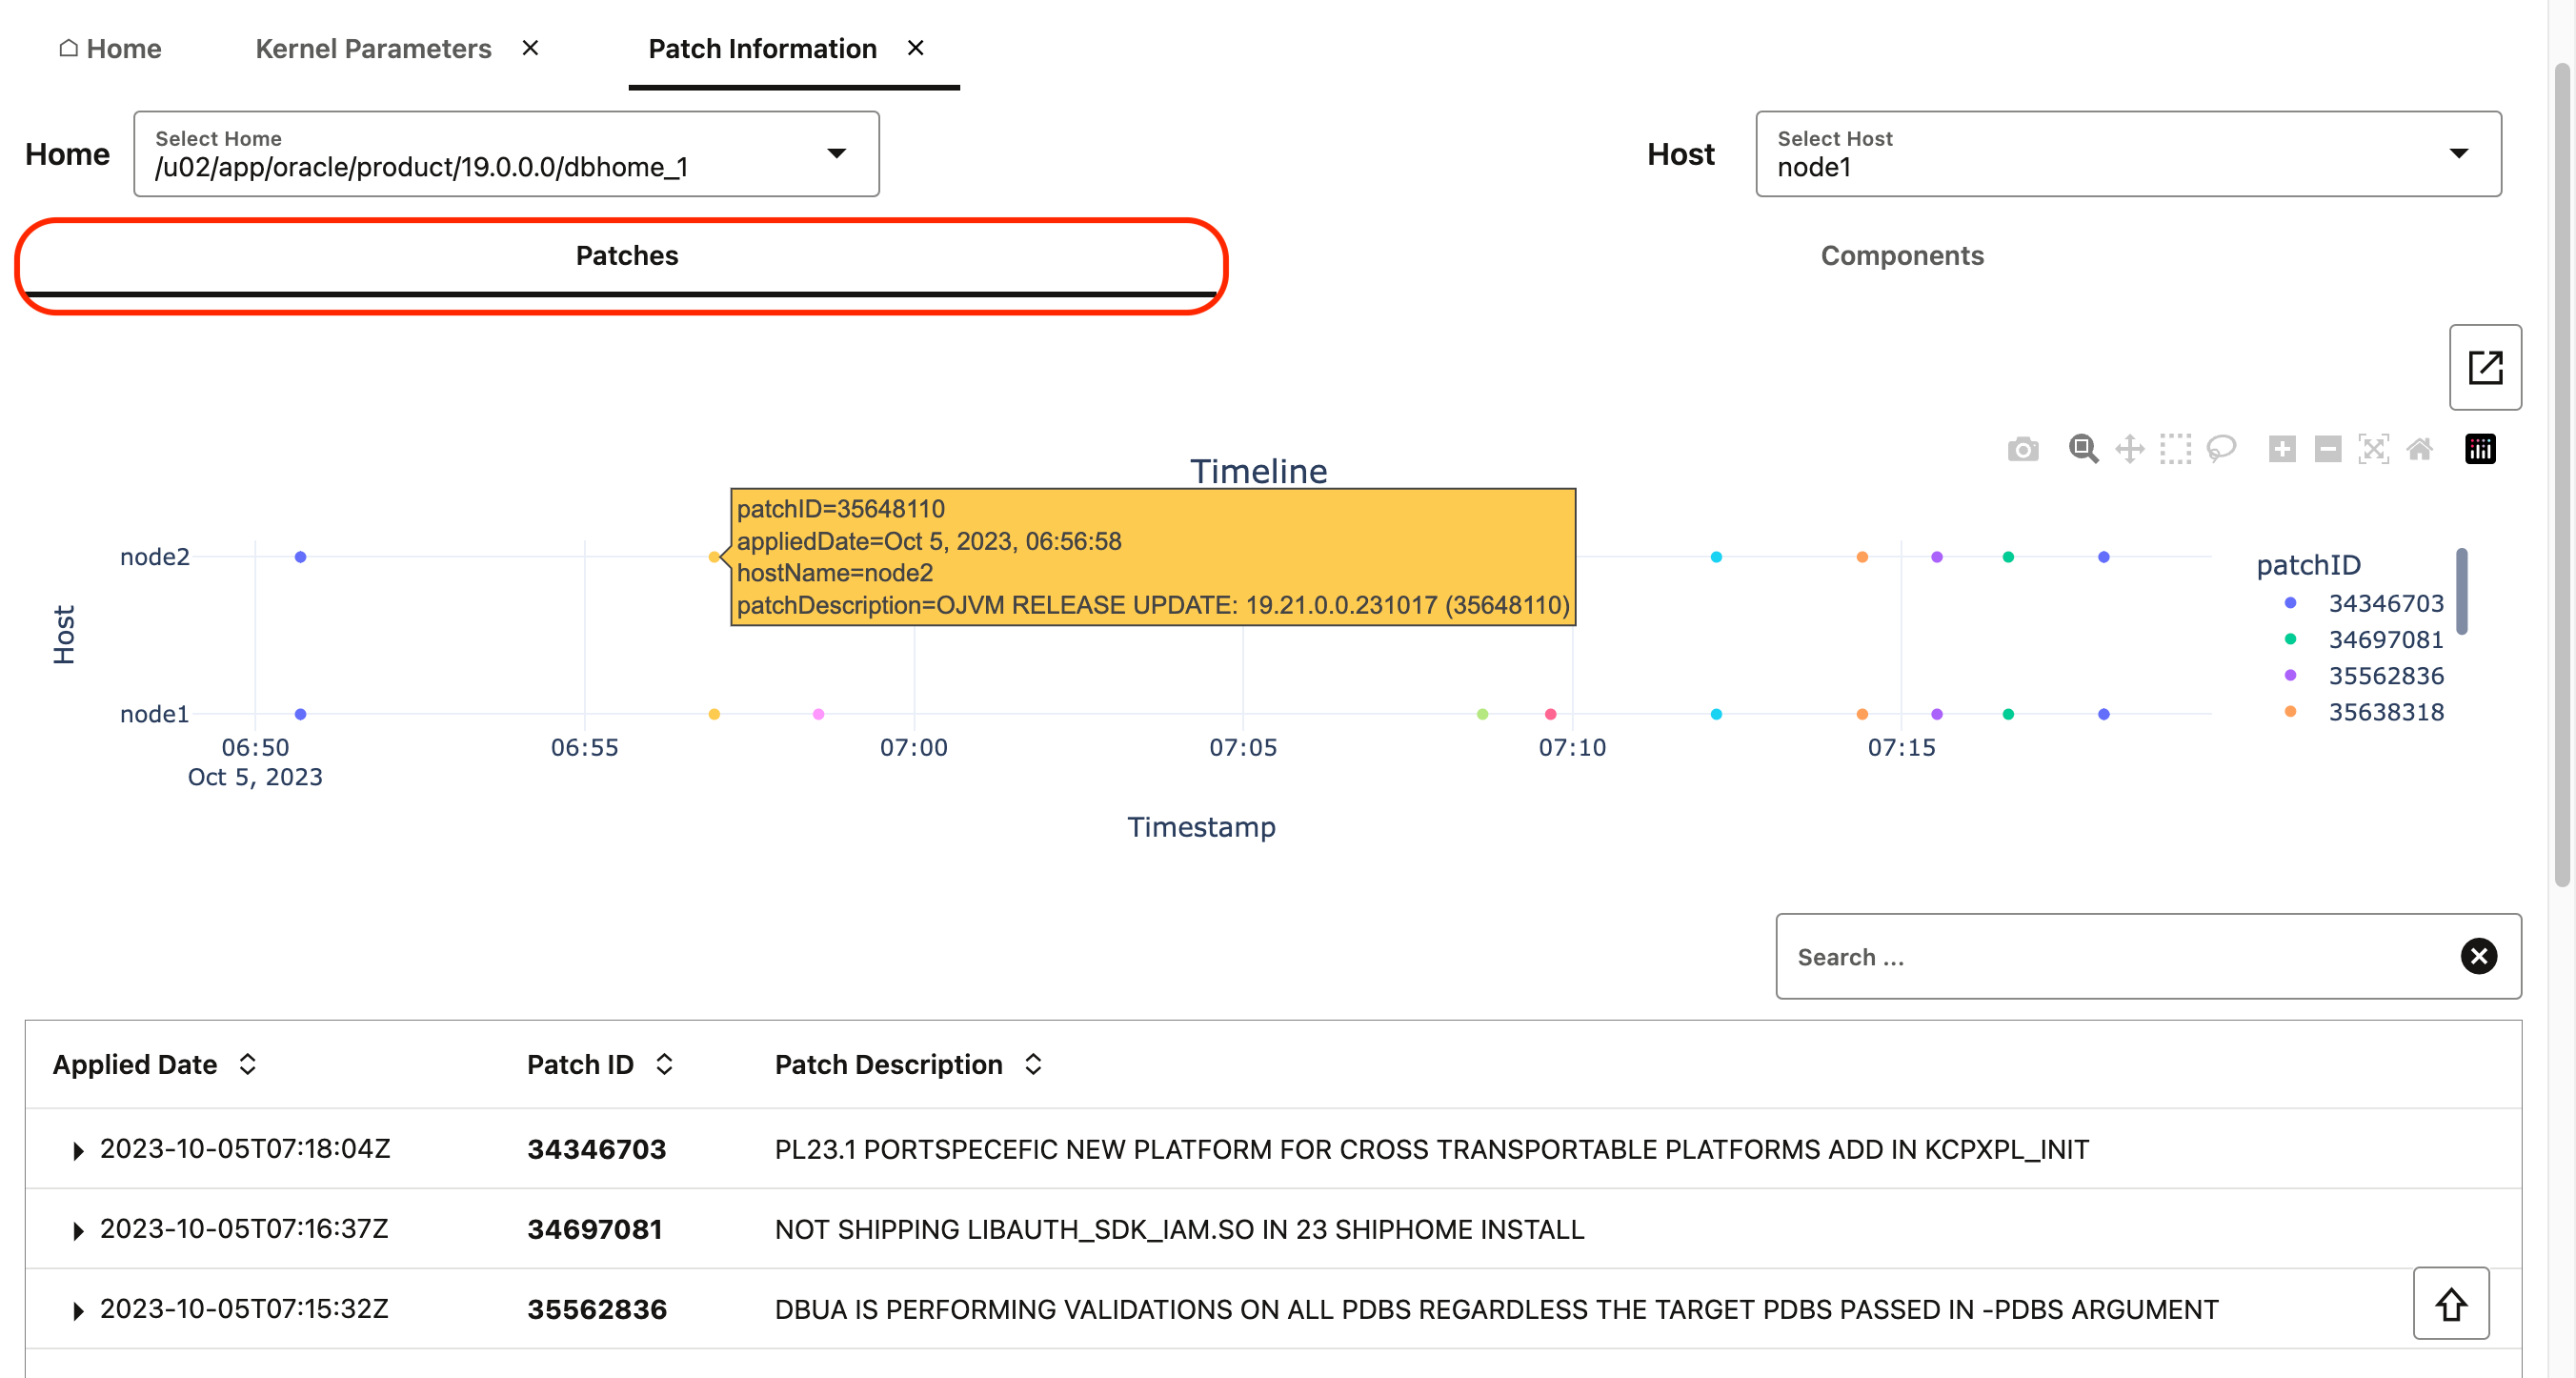 Home Kernel Parameters × Patch Information ×
Home
Select Home
/u02/app/oracle/product/19.0.0.0/dbhome_1
Host
Select Host
node1
Patches Components
Timeline
patchID=35648110
appliedDate=Oct 5, 2023, 06:56:58
hostName=node2
patchDescription=OJVM RELEASE UPDATE: 19.21.0.0.231017 (35648110)
node2
Host
node1
06:50 06:55 07:00 07:05 07:10 07:15
Oct 5, 2023
Timestamp
patchID
34346703
34697081
35562836
35638318
Search ...
Applied Date Patch ID Patch Description
2023-10-05T07:18:04Z 34346703 PL23.1 PORTSPECEFIC NEW PLATFORM FOR CROSS TRANSPORTABLE PLATFORMS ADD IN KCPXPL_INIT
2023-10-05T07:16:37Z 34697081 NOT SHIPPING LIBAUTH_SDK_IAM.SO IN 23 SHIPHOME INSTALL
2023-10-05T07:15:32Z 35562836 DBUA IS PERFORMING VALIDATIONS ON ALL PDBS REGARDLESS THE TARGET PDBS PASSED IN -PDBS ARGUMENT